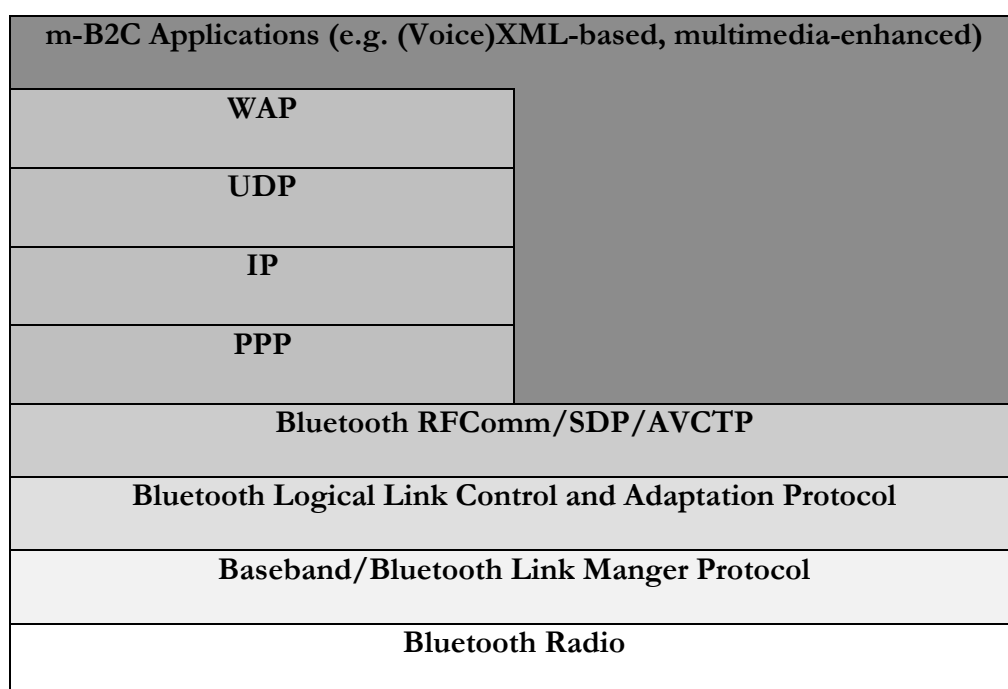 m-B2C Applications (e.g. (Voice)XML-based, multimedia-enhanced)
WAP
UDP
IP
PPP
Bluetooth RFComm/SDP/AVCTP
Bluetooth Logical Link Control and Adaptation Protocol
Baseband/Bluetooth Link Manger Protocol
Bluetooth Radio